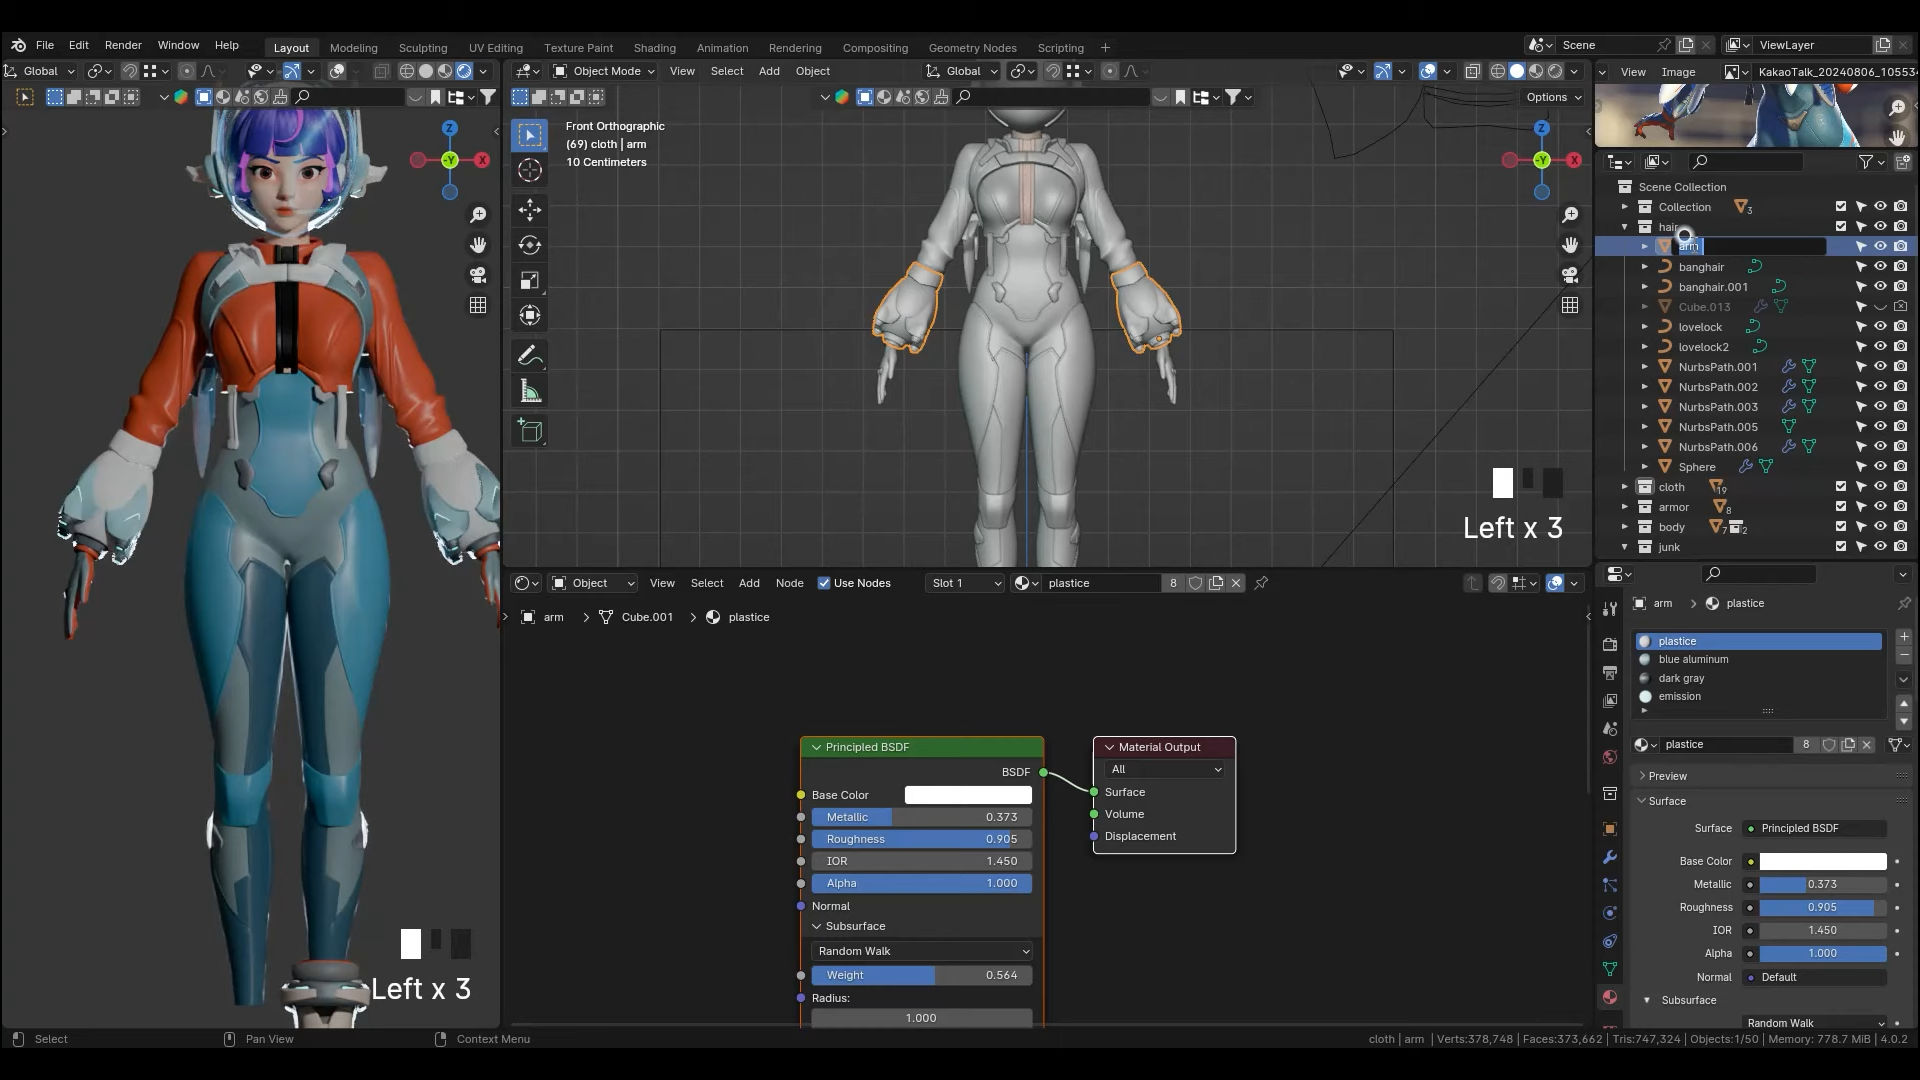 File Edit Render Window Help Layout Modeling Sculpting UV Editing Texture Paint Shading Animation Rendering Compositing Geometry Nodes Scripting + Scene ViewLayer
Global Object Mode View Select Add Object Global View Image KakaoTalk_20240806_10553
Options
Front Orthographic
(69) cloth | arm
10 Centimeters
Z
X
-Y
Z
X
-Y
Scene Collection
Collection 3
hair
arm
banghair
banghair.001
Cube.013
lovelock
lovelock2
NurbsPath.001
NurbsPath.002
NurbsPath.003
NurbsPath.005
NurbsPath.006
Sphere
cloth 19
armor 8
body 7 2
junk
Left x 3
Object View Select Add Node Use Nodes Slot 1 plastice 8
arm > Cube.001 > plastice
arm > plastice
plastice
blue aluminum
dark gray
emission
plastice 8
Preview
Surface
Surface Principled BSDF
Base Color
Metallic 0.373
Roughness 0.905
IOR 1.450
Alpha 1.000
Normal Default
Subsurface
Random Walk
Principled BSDF
BSDF
Base Color
Metallic 0.373
Roughness 0.905
IOR 1.450
Alpha 1.000
Normal
Subsurface
Random Walk
Weight 0.564
Radius:
1.000
Material Output
All
Surface
Volume
Displacement
Left x 3
Select Pan View Context Menu cloth | arm | Verts:378,748 | Faces:373,662 | Tris:747,324 | Objects:1/50 | Memory: 778.7 MiB | 4.0.2